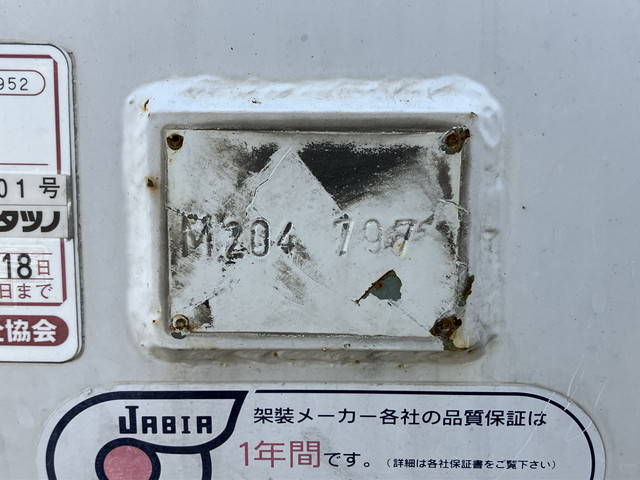 952
01号
タツノ
18日
日まで
協会
M204 797
JABIA
架装メーカー各社の品質保証は
1年間です。(詳細は各社保証書をご覧下さい)